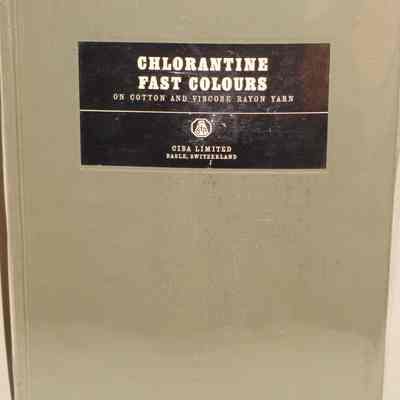 CHLORANTINE
FAST COLOURS
ON COTTON AND VISCOSE RAYON YARN
CIBA LIMITED
BASLE, SWITZERLAND